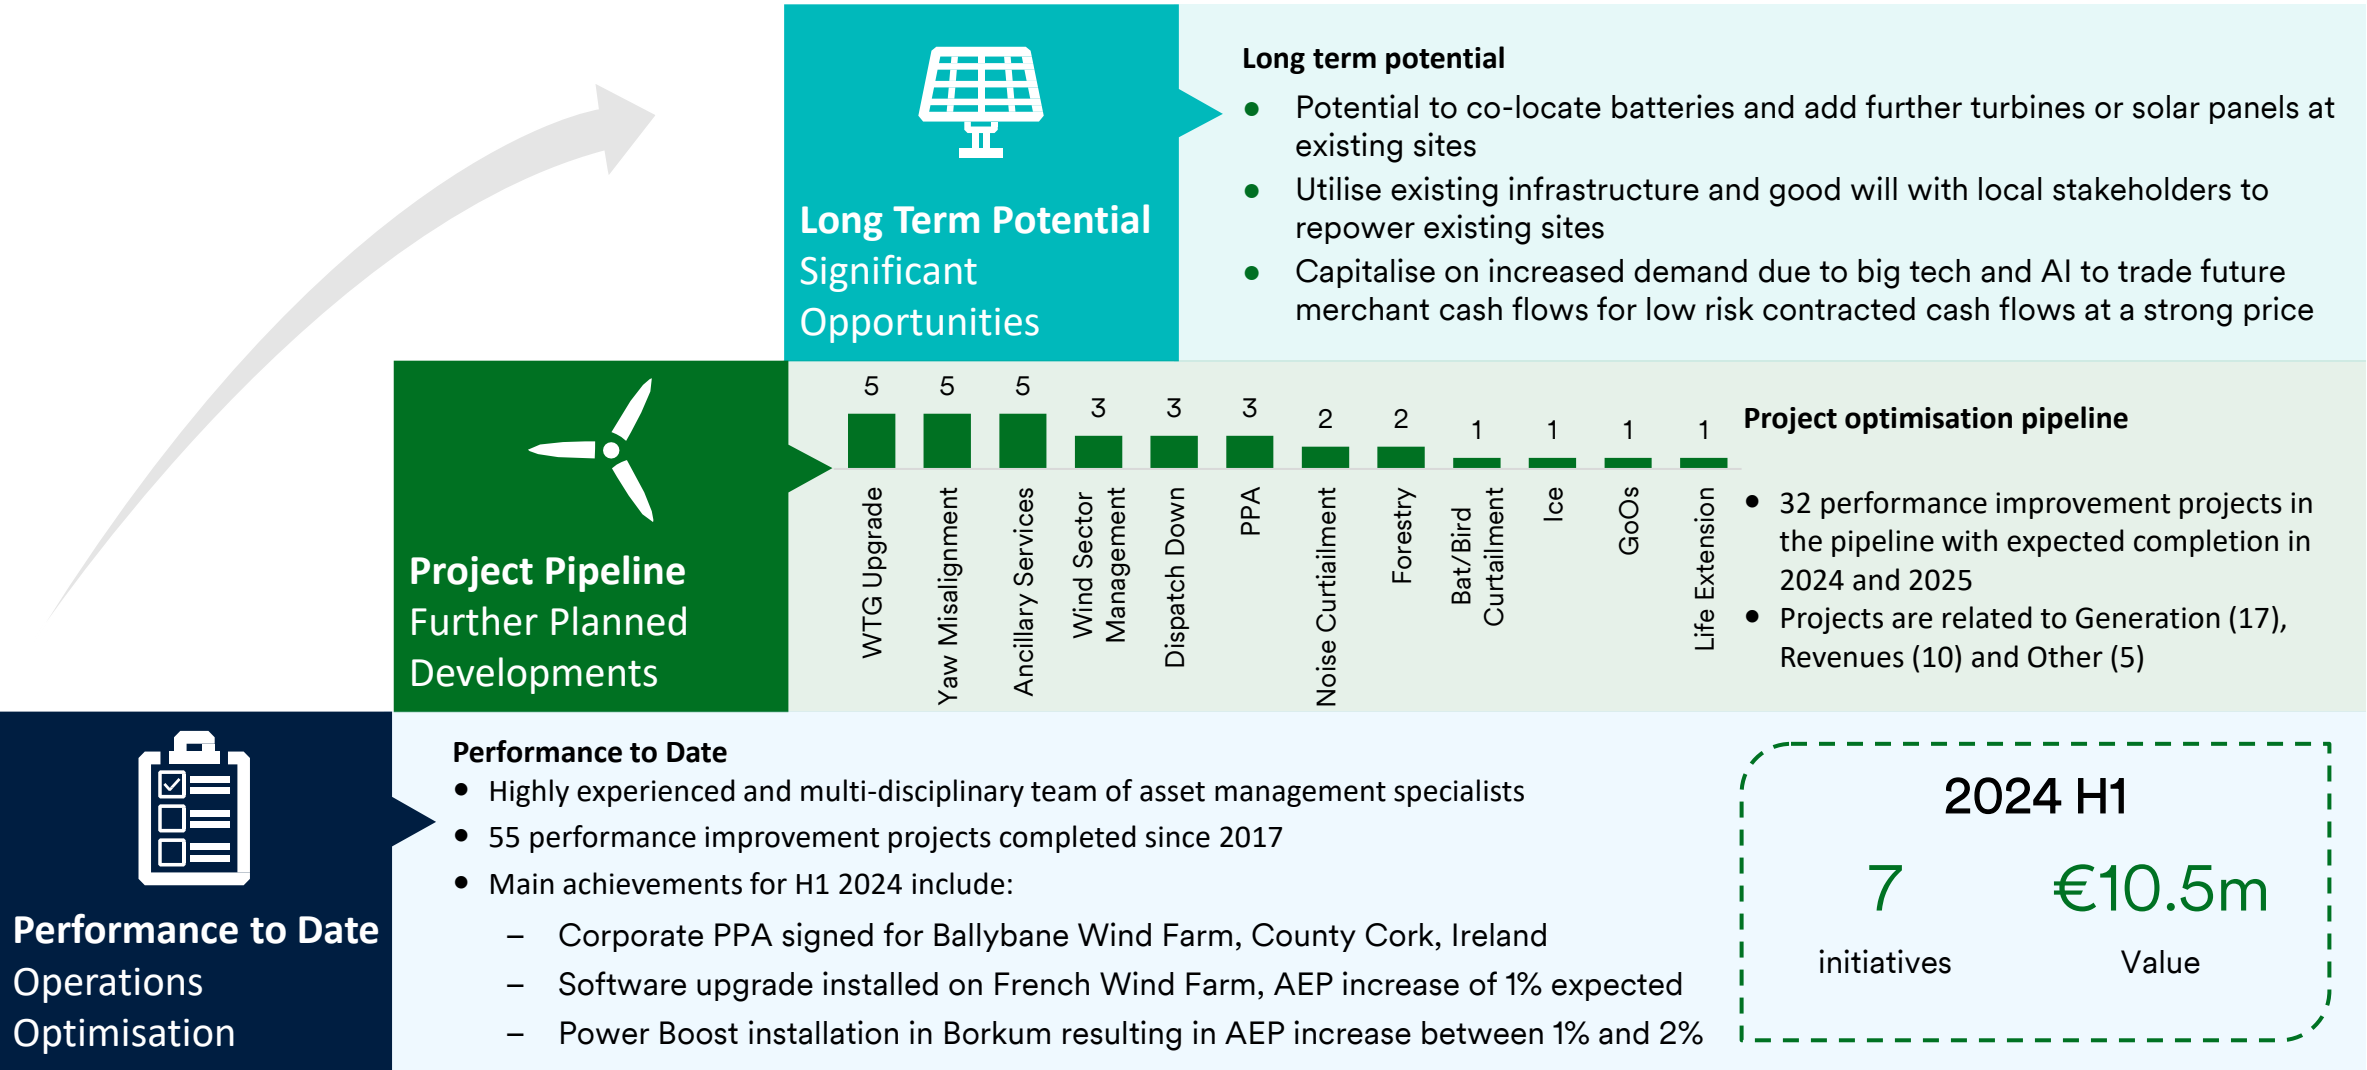 Long Term Potential
Significant
Opportunities
Long term potential
● Potential to co-locate batteries and add further turbines or solar panels at
existing sites
● Utilise existing infrastructure and good will with local stakeholders to
repower existing sites
● Capitalise on increased demand due to big tech and AI to trade future
merchant cash flows for low risk contracted cash flows at a strong price
Project Pipeline
Further Planned
Developments
5 5 5 3 3 3 2 2 1 1 1 1
WTG Upgrade
Yaw Misalignment
Ancillary Services
Wind Sector
Management
Dispatch Down
PPA
Noise Curtiailment
Forestry
Bat/Bird
Curtailment
Ice
GoOs
Life Extension
Project optimisation pipeline
• 32 performance improvement projects in
the pipeline with expected completion in
2024 and 2025
• Projects are related to Generation (17),
Revenues (10) and Other (5)
Performance to Date
Operations
Optimisation
Performance to Date
• Highly experienced and multi-disciplinary team of asset management specialists
• 55 performance improvement projects completed since 2017
• Main achievements for H1 2024 include:
– Corporate PPA signed for Ballybane Wind Farm, County Cork, Ireland
– Software upgrade installed on French Wind Farm, AEP increase of 1% expected
– Power Boost installation in Borkum resulting in AEP increase between 1% and 2%
2024 H1
7 €10.5m
initiatives Value